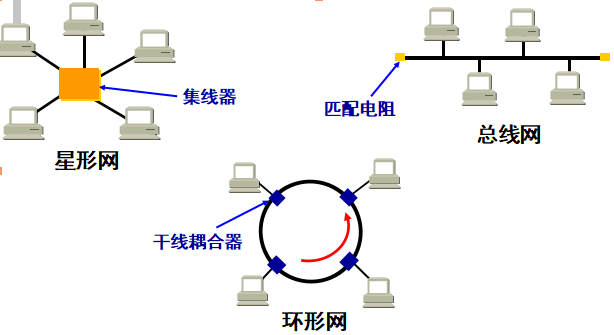 集线器
星形网
匹配电阻
总线网
干线耦合器
环形网